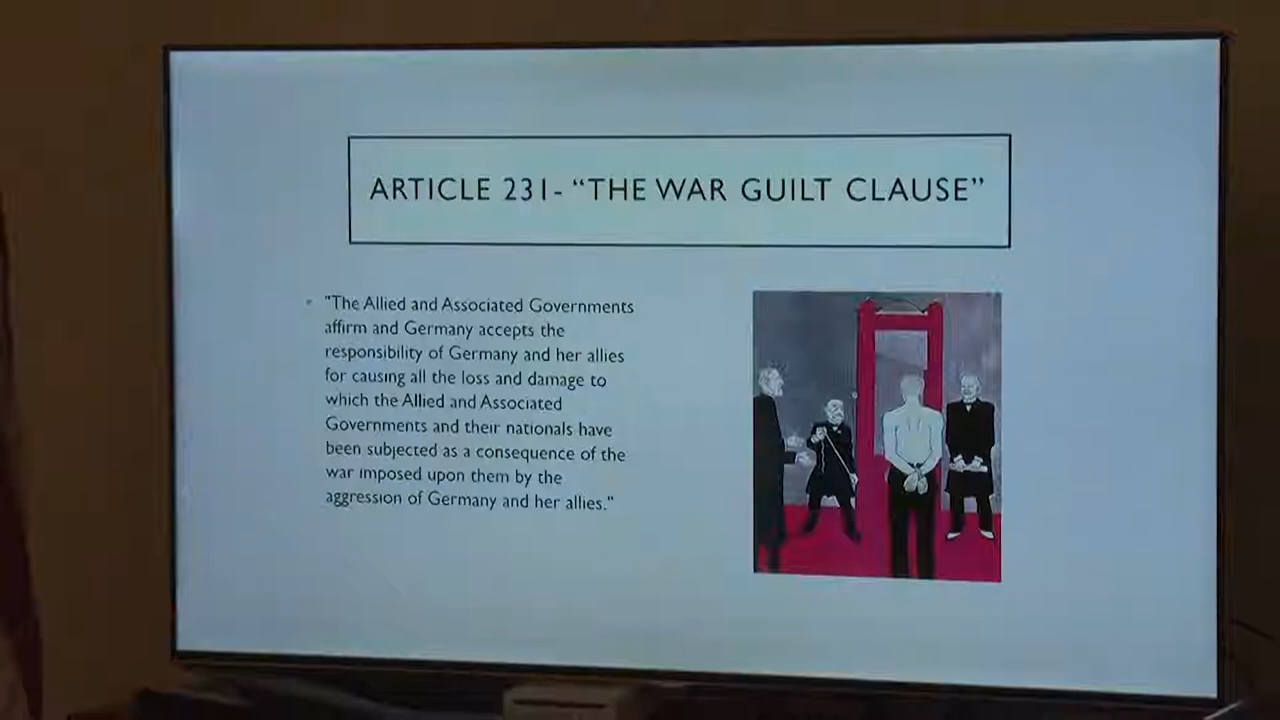 ARTICLE 231- “THE WAR GUILT CLAUSE”
"The Allied and Associated Governments
affirm and Germany accepts the
responsibility of Germany and her allies
for causing all the loss and damage to
which the Allied and Associated
Governments and their nationals have
been subjected as a consequence of the
war imposed upon them by the
aggression of Germany and her allies."